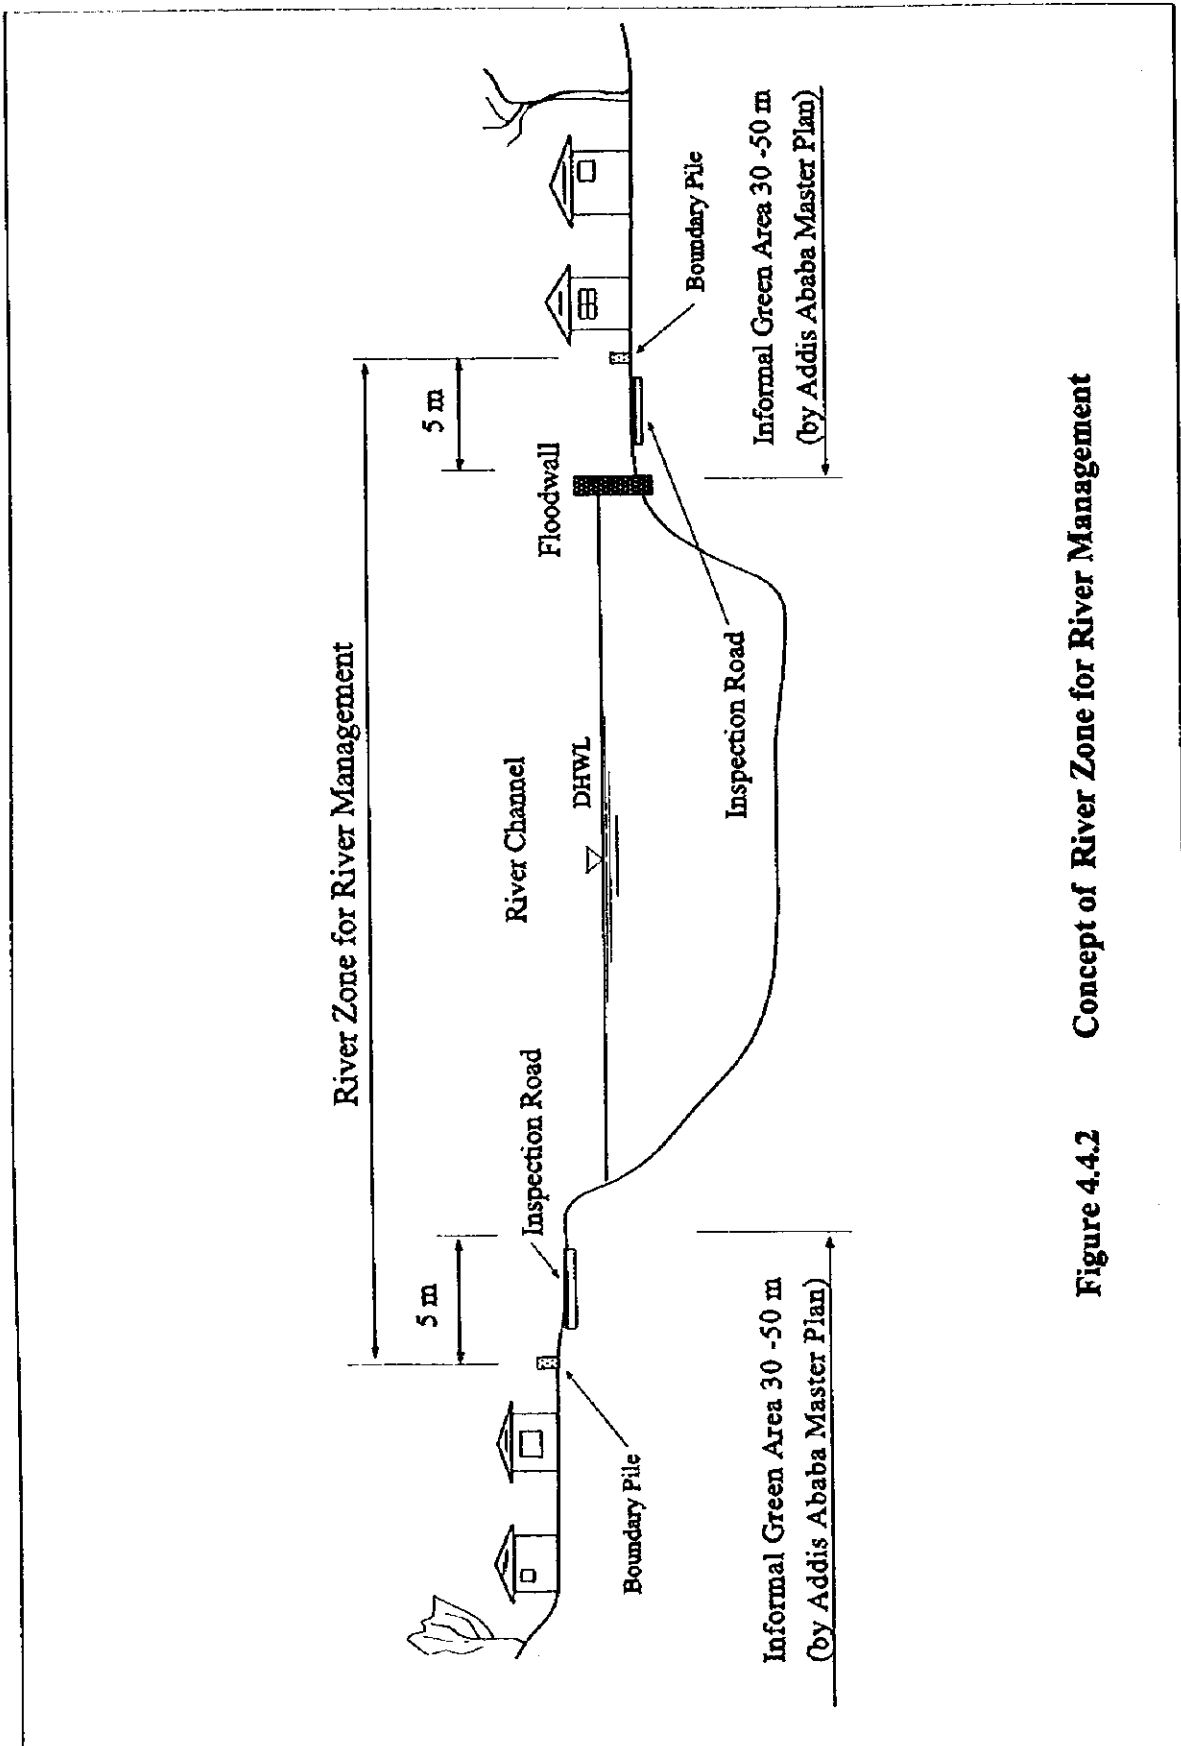 River Zone for River Management
5 m
5 m
River Channel
Floodwall
Inspection Road
DHWL
Boundary Pile
Boundary Pile
Inspection Road
Informal Green Area 30 -50 m
(by Addis Ababa Master Plan)
Informal Green Area 30 -50 m
(by Addis Ababa Master Plan)
Figure 4.4.2 Concept of River Zone for River Management